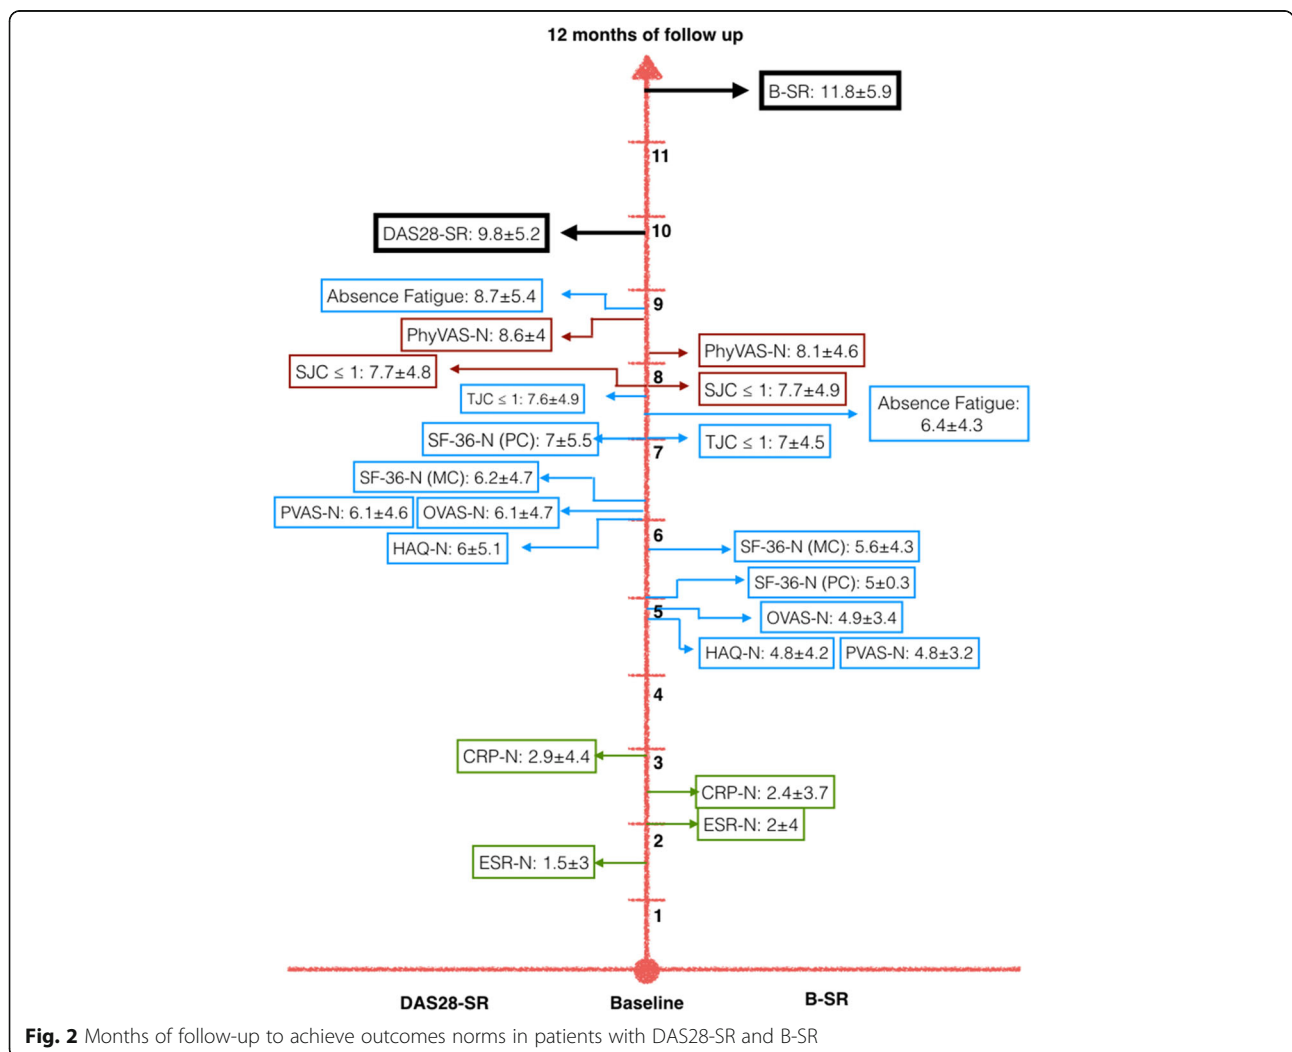 12 months of follow up
B-SR: 11.8±5.9
11
DAS28-SR: 9.8±5.2
10
Absence Fatigue: 8.7±5.4
9
PhyVAS-N: 8.6±4
PhyVAS-N: 8.1±4.6
SJC ≤ 1: 7.7±4.8
8
SJC ≤ 1: 7.7±4.9
TJC ≤ 1: 7.6±4.9
Absence Fatigue:
6.4±4.3
SF-36-N (PC): 7±5.5
TJC ≤ 1: 7±4.5
7
SF-36-N (MC): 6.2±4.7
PVAS-N: 6.1±4.6
OVAS-N: 6.1±4.7
6
HAQ-N: 6±5.1
SF-36-N (MC): 5.6±4.3
SF-36-N (PC): 5±0.3
5
OVAS-N: 4.9±3.4
HAQ-N: 4.8±4.2
PVAS-N: 4.8±3.2
4
CRP-N: 2.9±4.4
3
CRP-N: 2.4±3.7
ESR-N: 2±4
2
ESR-N: 1.5±3
1
DAS28-SR
Baseline
B-SR
Fig. 2 Months of follow-up to achieve outcomes norms in patients with DAS28-SR and B-SR